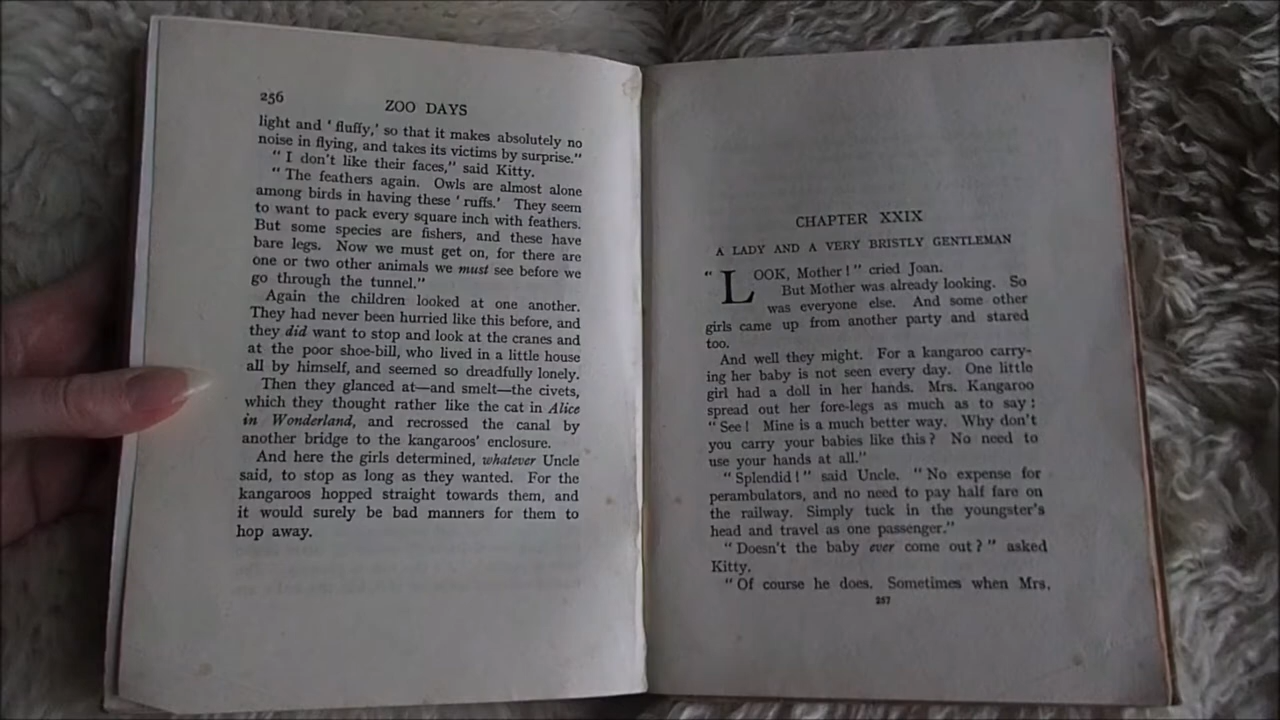 256
ZOO DAYS
light and ‘ fluffy,’ so that it makes absolutely no
noise in flying, and takes its victims by surprise.”
“ I don’t like their faces,” said Kitty.
“ The feathers again. Owls are almost alone
among birds in having these ‘ ruffs.’ They seem
to want to pack every square inch with feathers.
But some species are fishers, and these have
bare legs. Now we must get on, for there are
one or two other animals we must see before we
go through the tunnel.”
Again the children looked at one another.
They had never been hurried like this before, and
they did want to stop and look at the cranes and
at the poor shoe-bill, who lived in a little house
all by himself, and seemed so dreadfully lonely.
Then they glanced at—and smelt—the civets,
which they thought rather like the cat in Alice
in Wonderland, and recrossed the canal by
another bridge to the kangaroos’ enclosure.
And here the girls determined, whatever Uncle
said, to stop as long as they wanted. For the
kangaroos hopped straight towards them, and
it would surely be bad manners for them to
hop away.
CHAPTER XXIX
A LADY AND A VERY BRISTLY GENTLEMAN
“ LOOK, Mother ! ” cried Joan.
But Mother was already looking. So
was everyone else. And some other
girls came up from another party and stared
too.
And well they might. For a kangaroo carry-
ing her baby is not seen every day. One little
girl had a doll in her hands. Mrs. Kangaroo
spread out her fore-legs as much as to say :
“ See ! Mine is a much better way. Why don’t
you carry your babies like this ? No need to
use your hands at all.”
“ Splendid ! ” said Uncle. “ No expense for
perambulators, and no need to pay half fare on
the railway. Simply tuck in the youngster’s
head and travel as one passenger.”
“ Doesn’t the baby ever come out ? ” asked
Kitty.
“ Of course he does. Sometimes when Mrs.
257